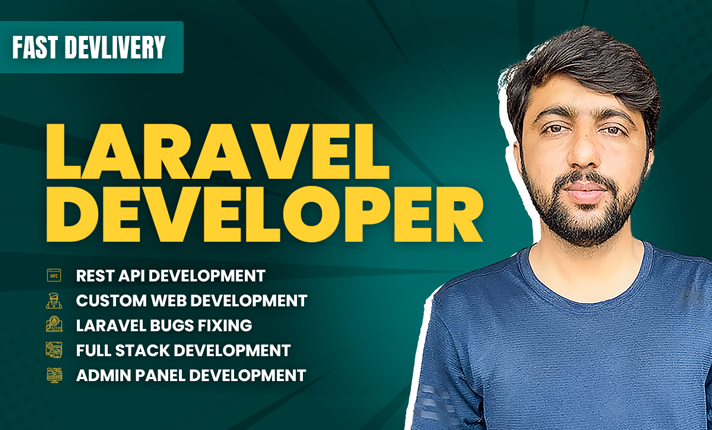 FAST DEVLIVERY
LARAVEL
DEVELOPER
API
REST API DEVELOPMENT
CUSTOM WEB DEVELOPMENT
LARAVEL BUGS FIXING
FULL STACK DEVELOPMENT
ADMIN PANEL DEVELOPMENT